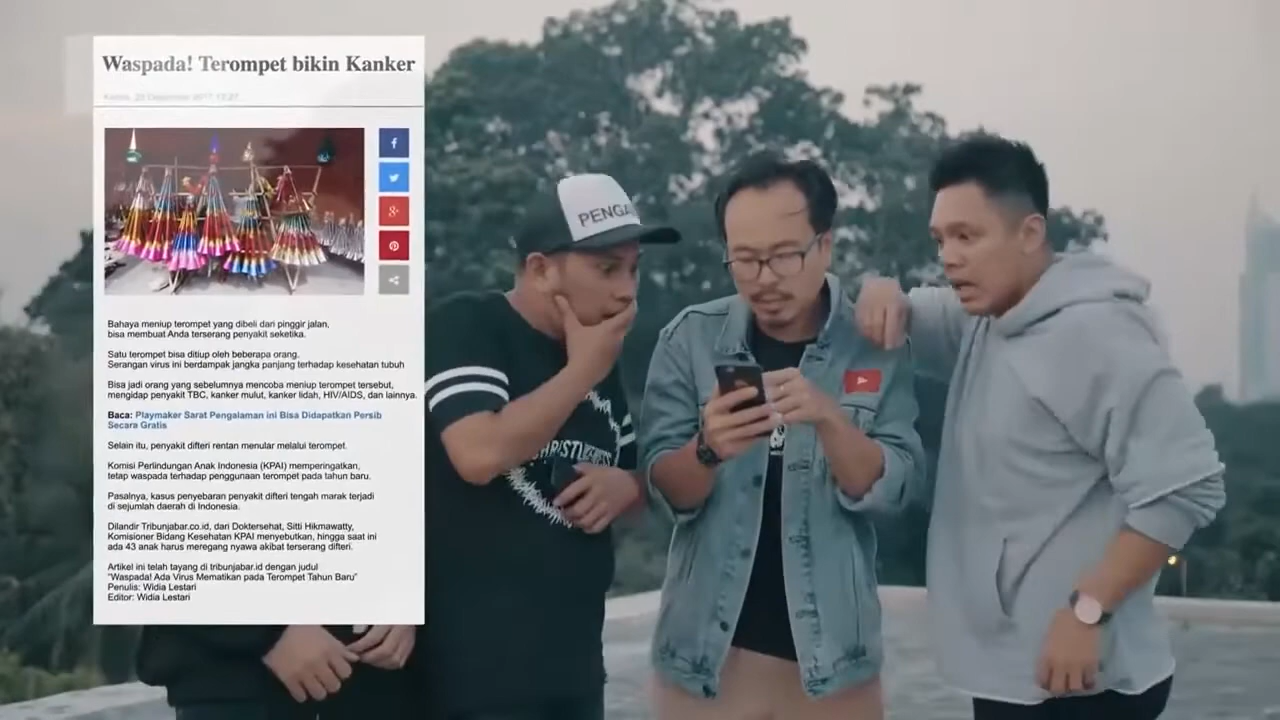 Waspada! Terompet bikin Kanker
Bahaya meniup terompet yang dibeli dari pinggir jalan,
bisa membuat Anda terserang penyakit seketika.
Satu terompet bisa ditiup oleh beberapa orang.
Serangan virus ini berdampak jangka panjang terhadap kesehatan tubuh
Bisa jadi orang yang sebelumnya mencoba meniup terompet tersebut,
mengidap penyakit TBC, kanker mulut, kanker lidah, HIV/AIDS, dan lainnya.
Baca: Playmaker Sarat Pengalaman ini Bisa Didapatkan Persib
Secara Gratis
Selain itu, penyakit difteri rentan menular melalui terompet.
Komisi Perlindungan Anak Indonesia (KPAI) memperingatkan,
tetap waspada terhadap penggunaan terompet pada tahun baru.
Pasalnya, kasus penyebaran penyakit difteri tengah marak terjadi
di sejumlah daerah di Indonesia.
Dilandir Tribunjabar.co.id, dari Doktersehat, Sitti Hikmawatty,
Komisioner Bidang Kesehatan KPAI menyebutkan, hingga saat ini
ada 43 anak harus meregang nyawa akibat terserang difteri.
Artikel ini telah tayang di tribunjabar.id dengan judul
"Waspada! Ada Virus Mematikan pada Terompet Tahun Baru"
Penulis: Widia Lestari
Editor: Widia Lestari
PENGA